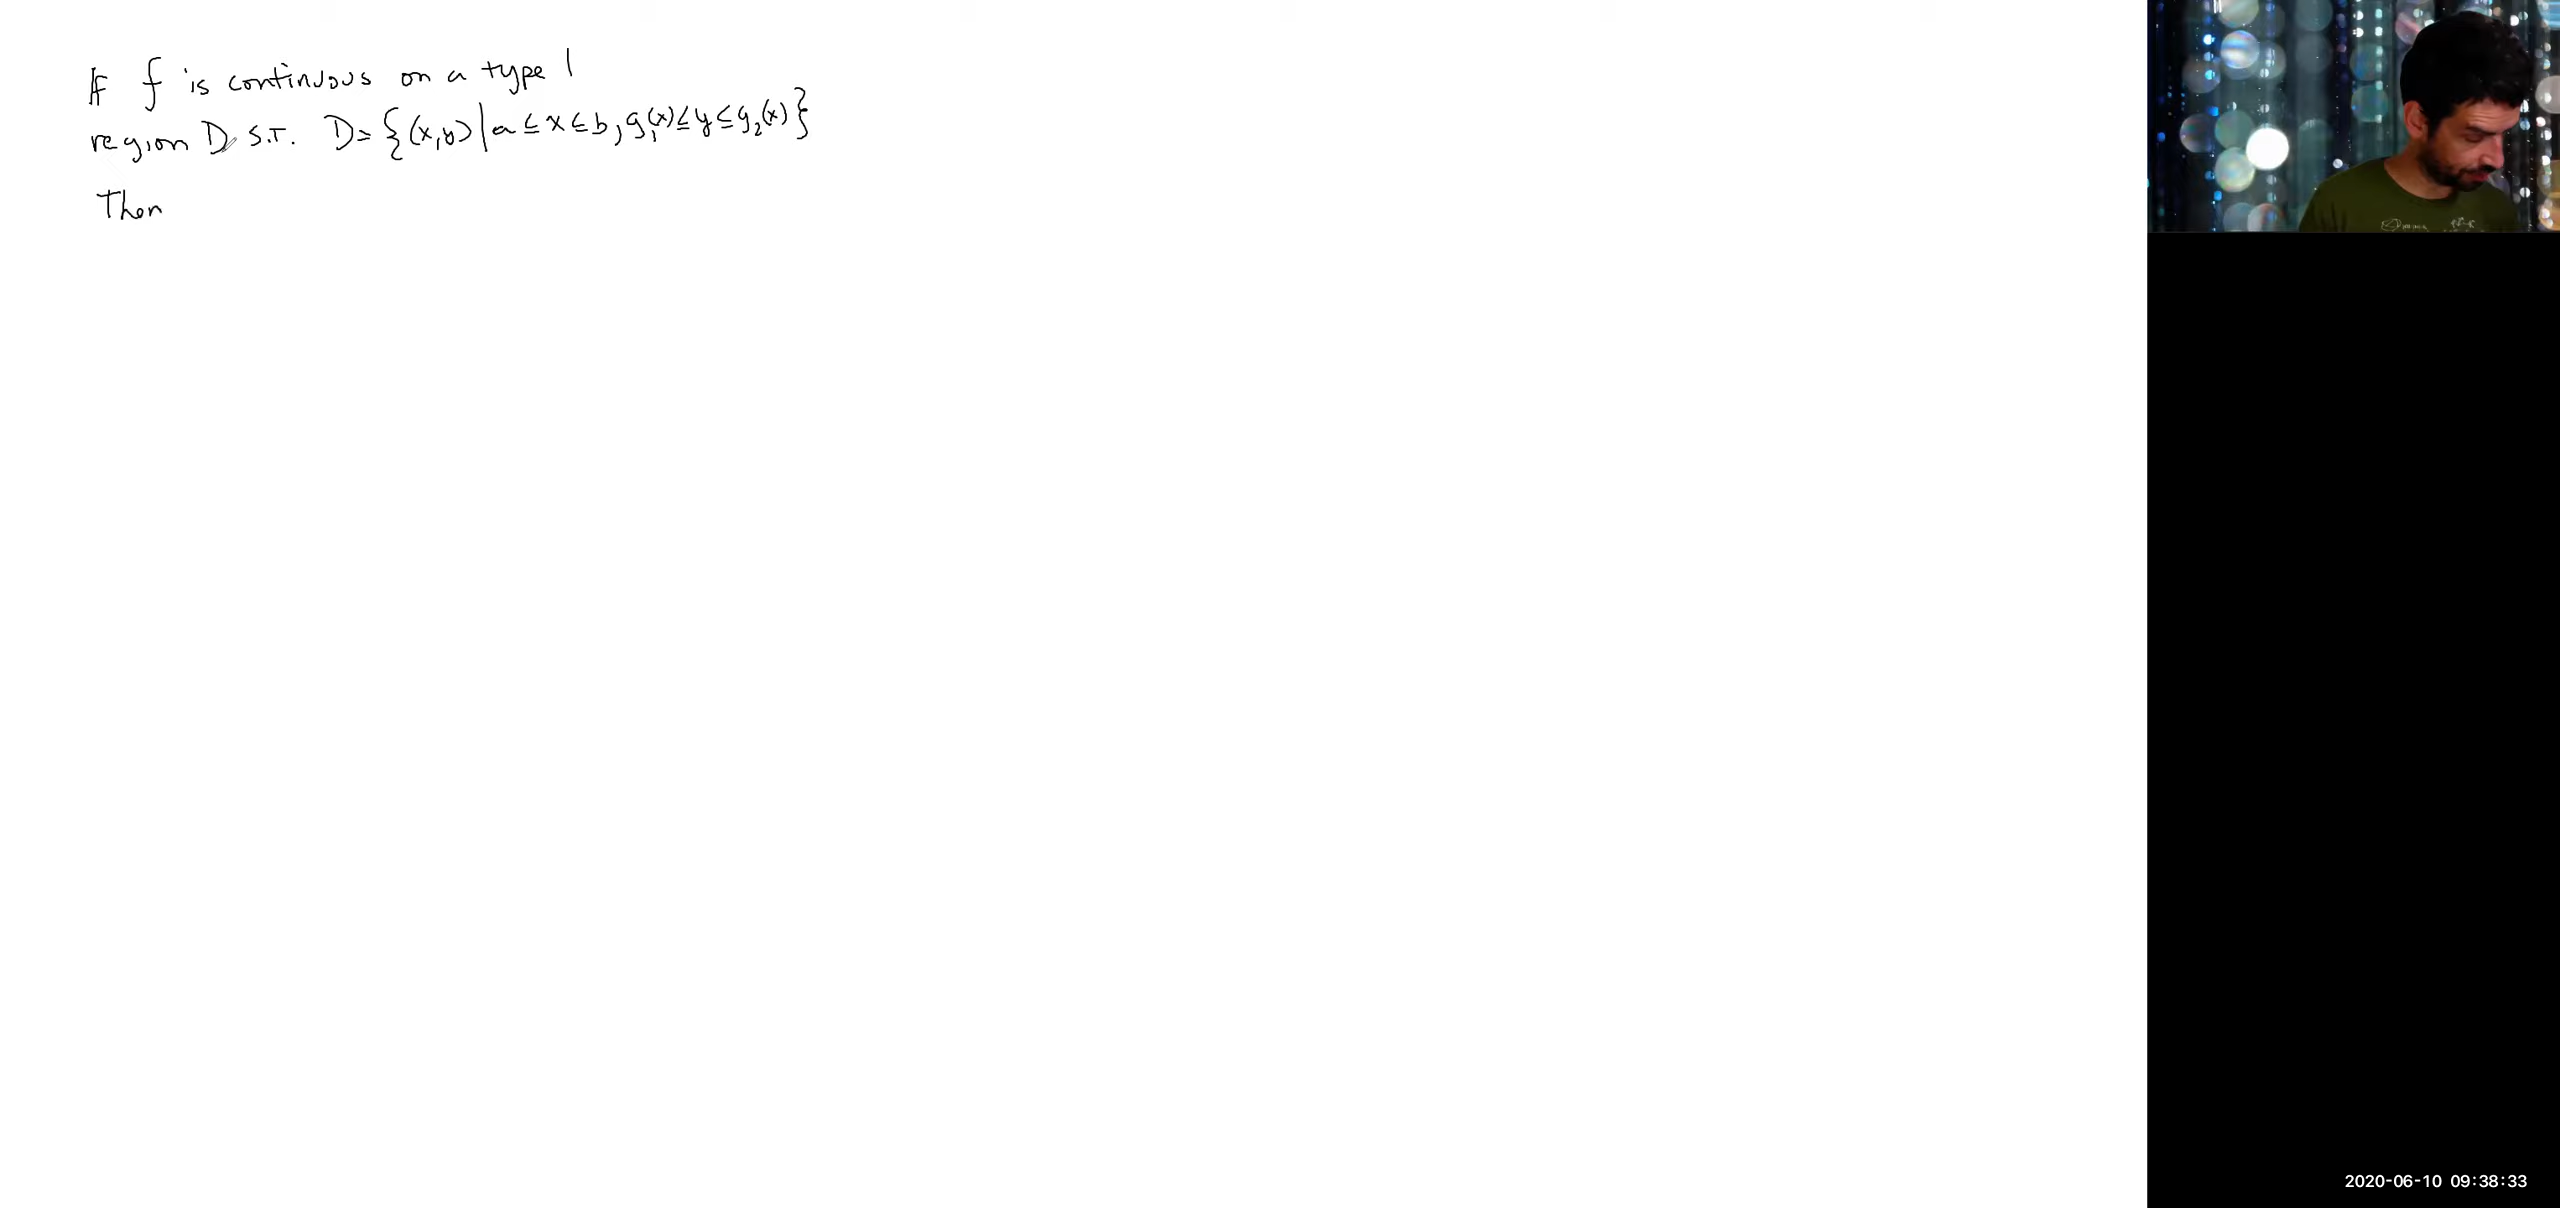 If f is continuous on a type 1
region D s.t. D= {(x,y)|a≤x≤b, g₁(x)≤y≤g₂(x)}
Then
2020-06-10 09:38:33